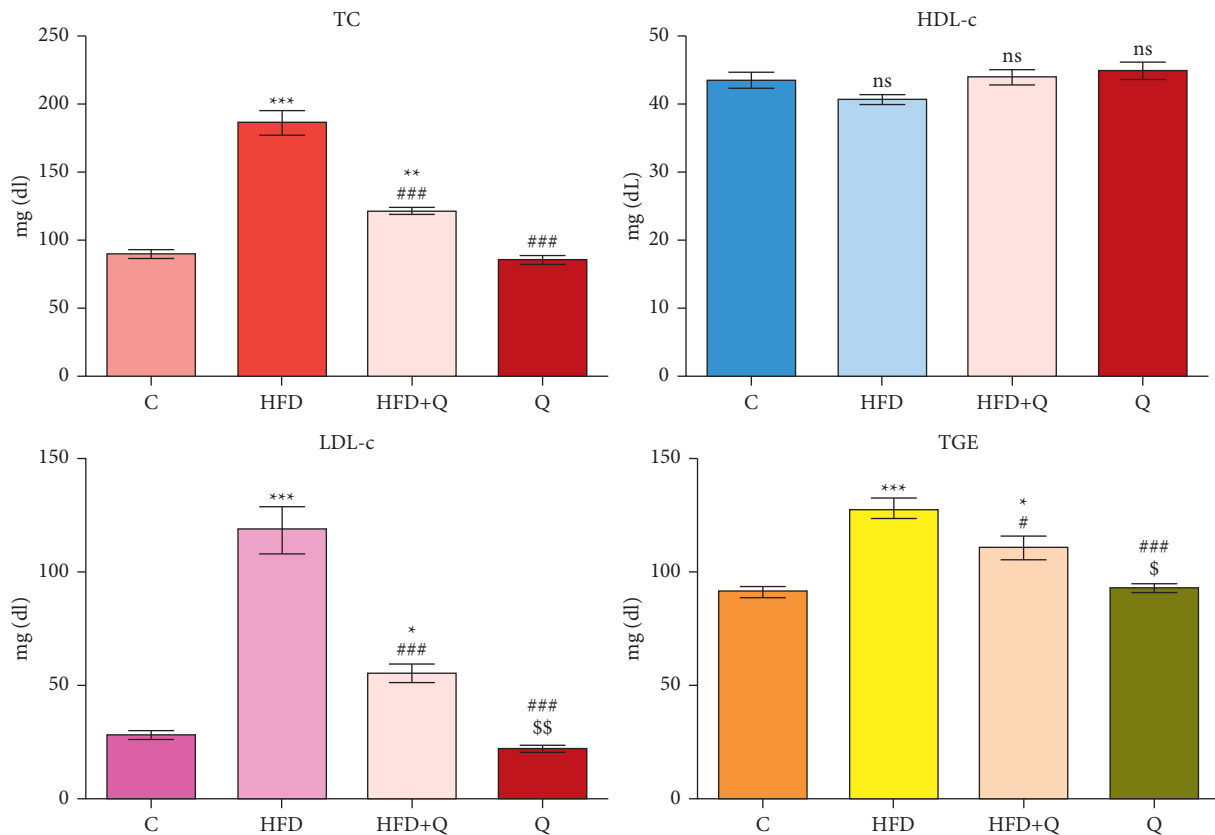 TC
mg (dl)
250
200
150
100
50
0
***
**
###
###
C HFD HFD+Q Q
HDL-c
mg (dL)
50
40
30
20
10
0
ns
ns
ns
C HFD HFD+Q Q
LDL-c
mg (dl)
150
100
50
0
***
*
###
###
$$
C HFD HFD+Q Q
TGE
mg (dl)
150
100
50
0
***
*
#
###
$
C HFD HFD+Q Q